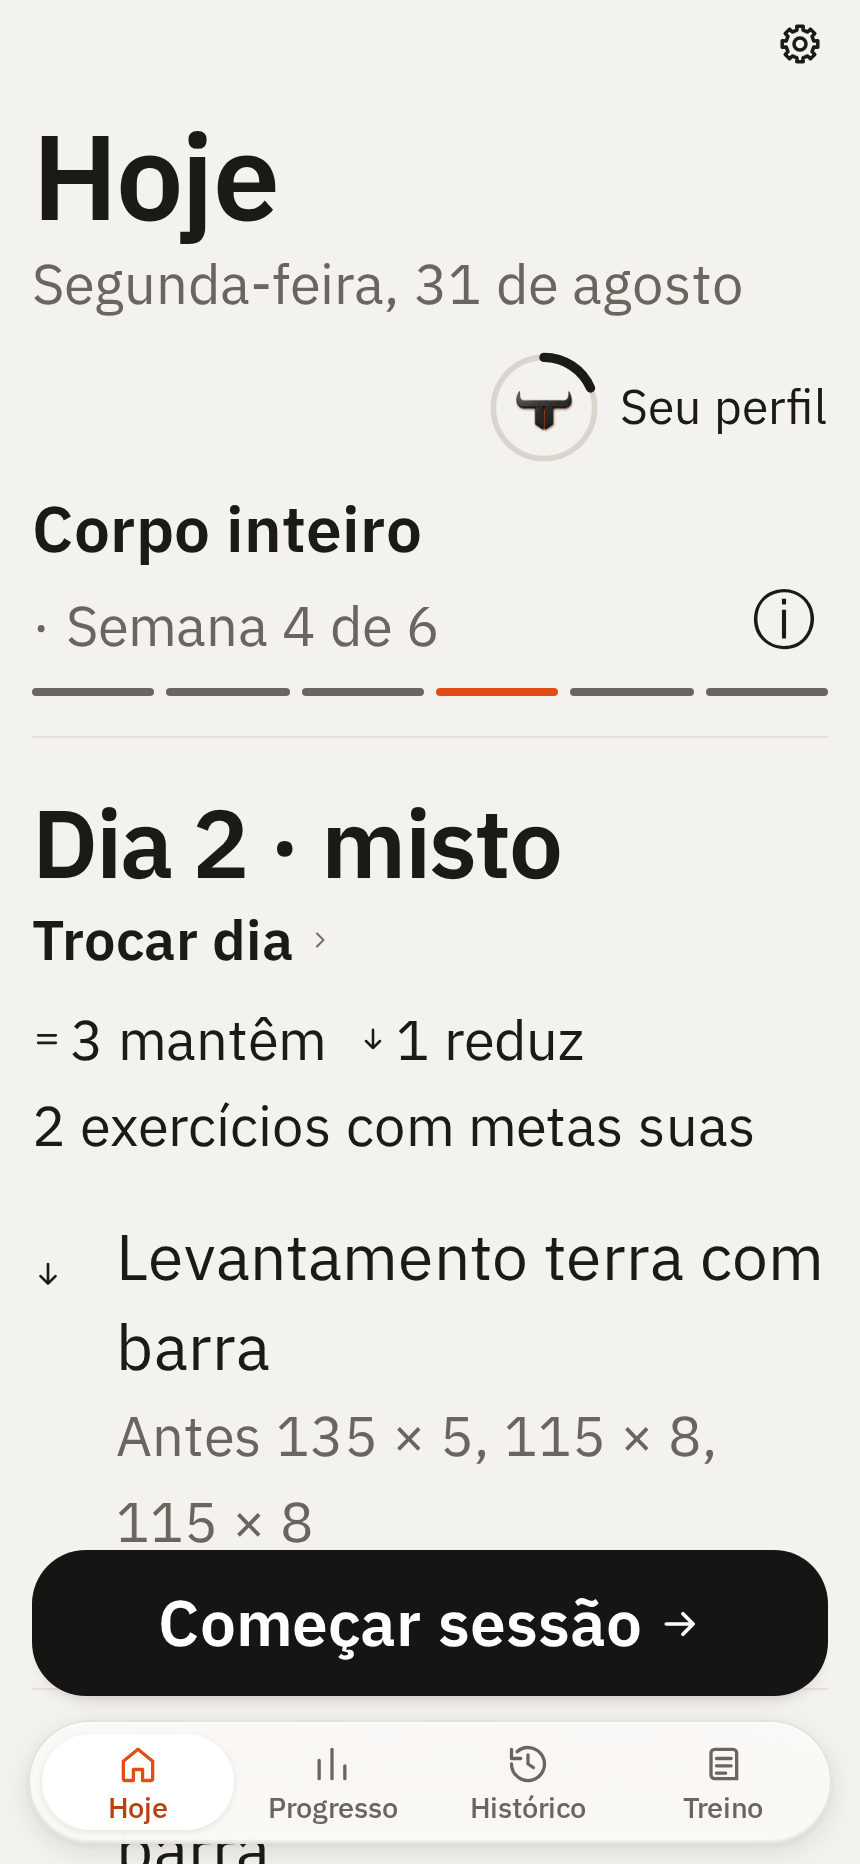 Hoje
Segunda-feira, 31 de agosto
Seu perfil
Corpo inteiro
· Semana 4 de 6
Dia 2 · misto
Trocar dia ›
= 3 mantêm ↓ 1 reduz
2 exercícios com metas suas
↓ Levantamento terra com
barra
Antes 135 × 5, 115 × 8,
115 × 8
Começar sessão →
Hoje
Progresso
Histórico
Treino
barra